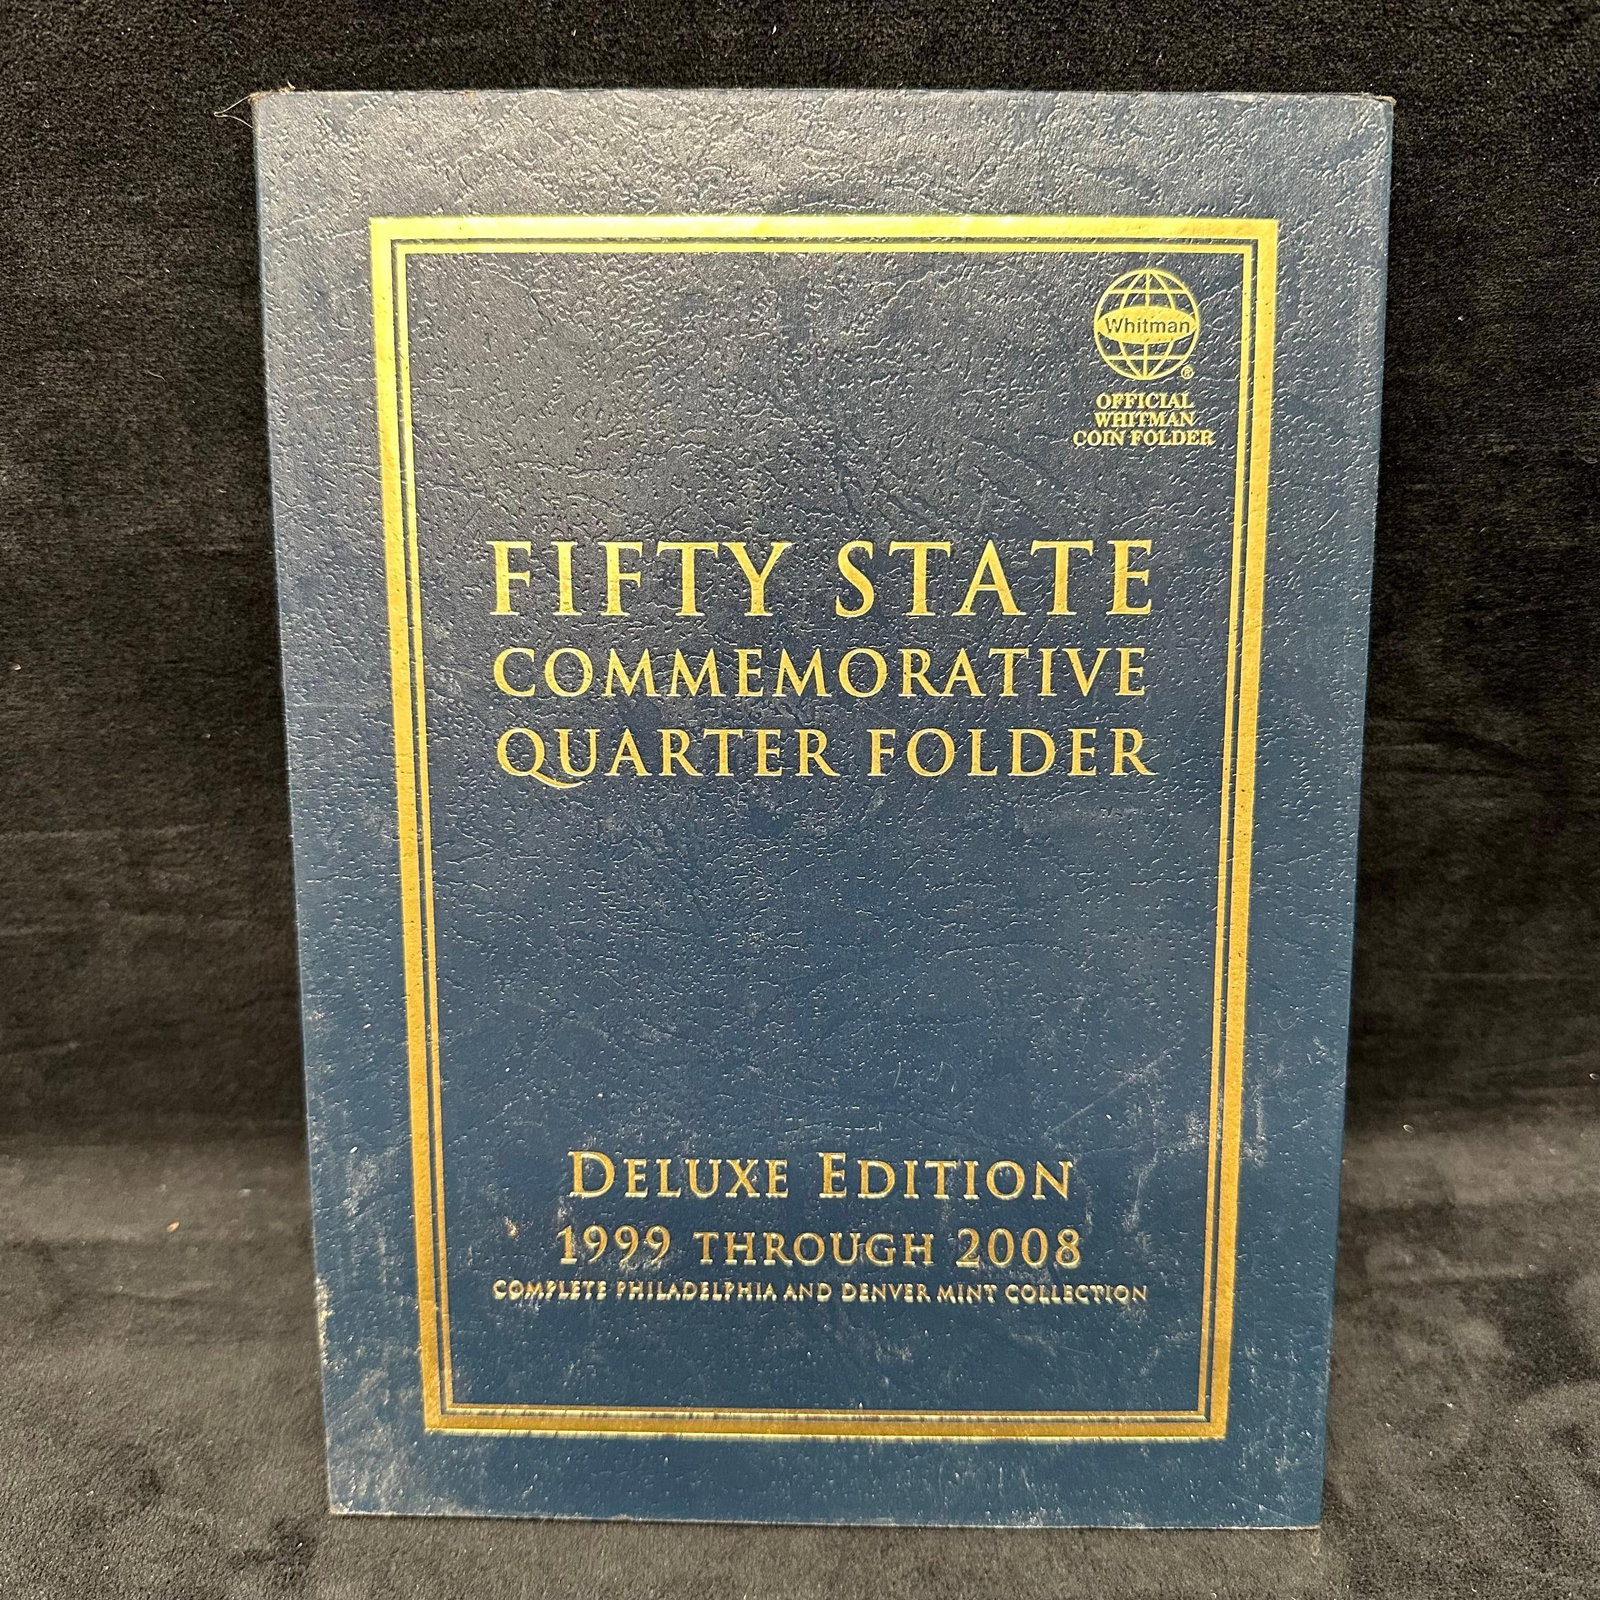 Whitman
®
OFFICIAL
WHITMAN
COIN FOLDER
FIFTY STATE
COMMEMORATIVE
QUARTER FOLDER
DELUXE EDITION
1999 THROUGH 2008
COMPLETE PHILADELPHIA AND DENVER MINT COLLECTION